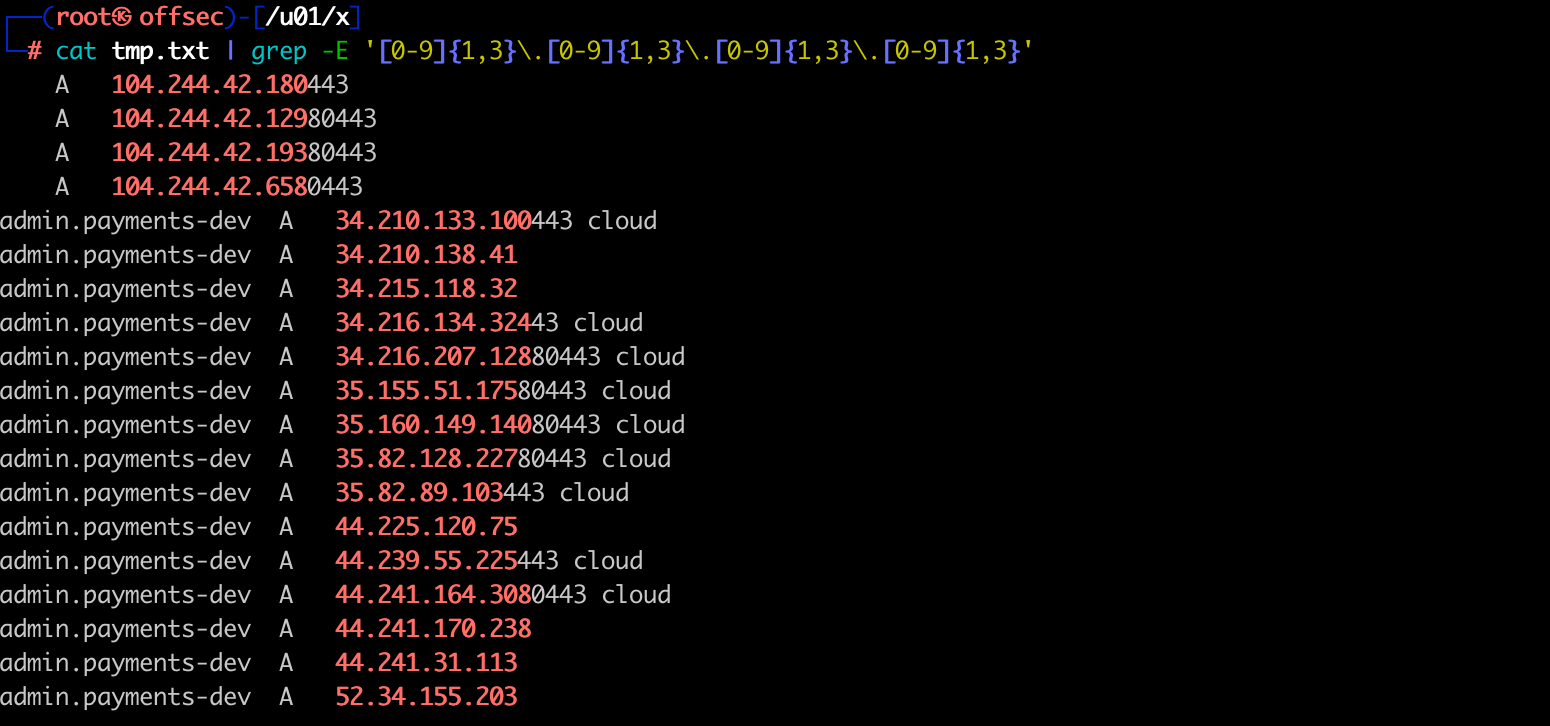 ┌──(root㉿offsec)-[/u01/x]
└─# cat tmp.txt | grep -E '[0-9]{1,3}\.[0-9]{1,3}\.[0-9]{1,3}\.[0-9]{1,3}'
A 104.244.42.180443
A 104.244.42.12980443
A 104.244.42.19380443
A 104.244.42.6580443
admin.payments-dev A 34.210.133.100443 cloud
admin.payments-dev A 34.210.138.41
admin.payments-dev A 34.215.118.32
admin.payments-dev A 34.216.134.32443 cloud
admin.payments-dev A 34.216.207.12880443 cloud
admin.payments-dev A 35.155.51.17580443 cloud
admin.payments-dev A 35.160.149.14080443 cloud
admin.payments-dev A 35.82.128.22780443 cloud
admin.payments-dev A 35.82.89.103443 cloud
admin.payments-dev A 44.225.120.75
admin.payments-dev A 44.239.55.225443 cloud
admin.payments-dev A 44.241.164.3080443 cloud
admin.payments-dev A 44.241.170.238
admin.payments-dev A 44.241.31.113
admin.payments-dev A 52.34.155.203